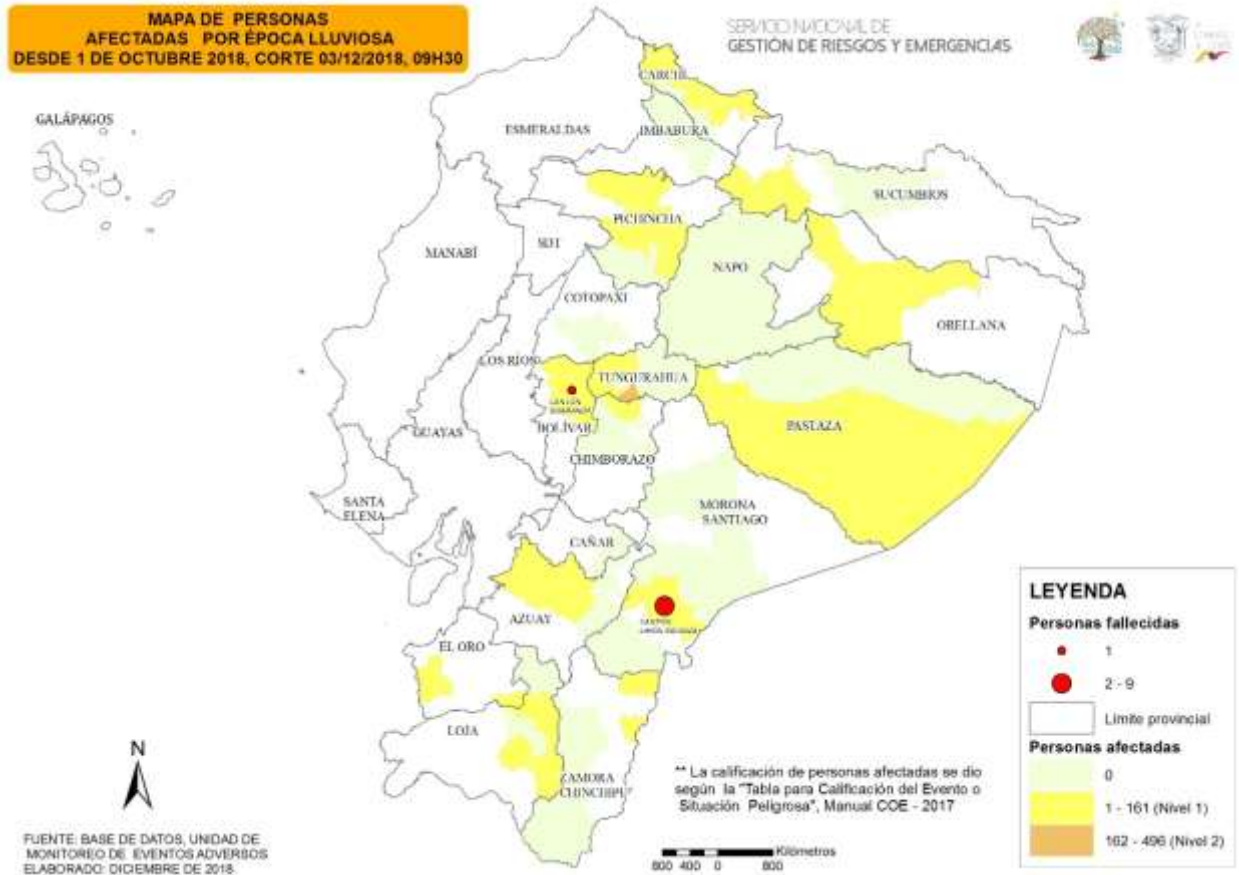 MAPA DE PERSONAS
AFECTADAS POR ÉPOCA LLUVIOSA
DESDE 1 DE OCTUBRE 2018, CORTE 03/12/2018, 09H30
SERVICIO NACIONAL DE
GESTIÓN DE RIESGOS Y EMERGENCIAS
GALÁPAGOS
CARCHI
ESMERALDAS
IMBABURA
SUCUMBIOS
PICHINCHA
MANABÍ
NAPO
COTOPAXI
ORELLANA
LOS RIOS
TUNGURAHUA
BOLÍVAR
PASTAZA
GUAYAS
CHIMBORAZO
SANTA
ELENA
MORONA
SANTIAGO
CAÑAR
AZUAY
EL ORO
LOJA
ZAMORA
CHINCHIPE
N
LEYENDA
Personas fallecidas
1
2 - 9
Límite provincial
Personas afectadas
0
1 - 161 (Nivel 1)
162 - 496 (Nivel 2)
** La calificación de personas afectadas se dio
según la "Tabla para Calificación del Evento o
Situación Peligrosa", Manual COE - 2017
Kilómetros
800 400 0 800
FUENTE: BASE DE DATOS, UNIDAD DE
MONITOREO DE EVENTOS ADVERSOS
ELABORADO: DICIEMBRE DE 2018